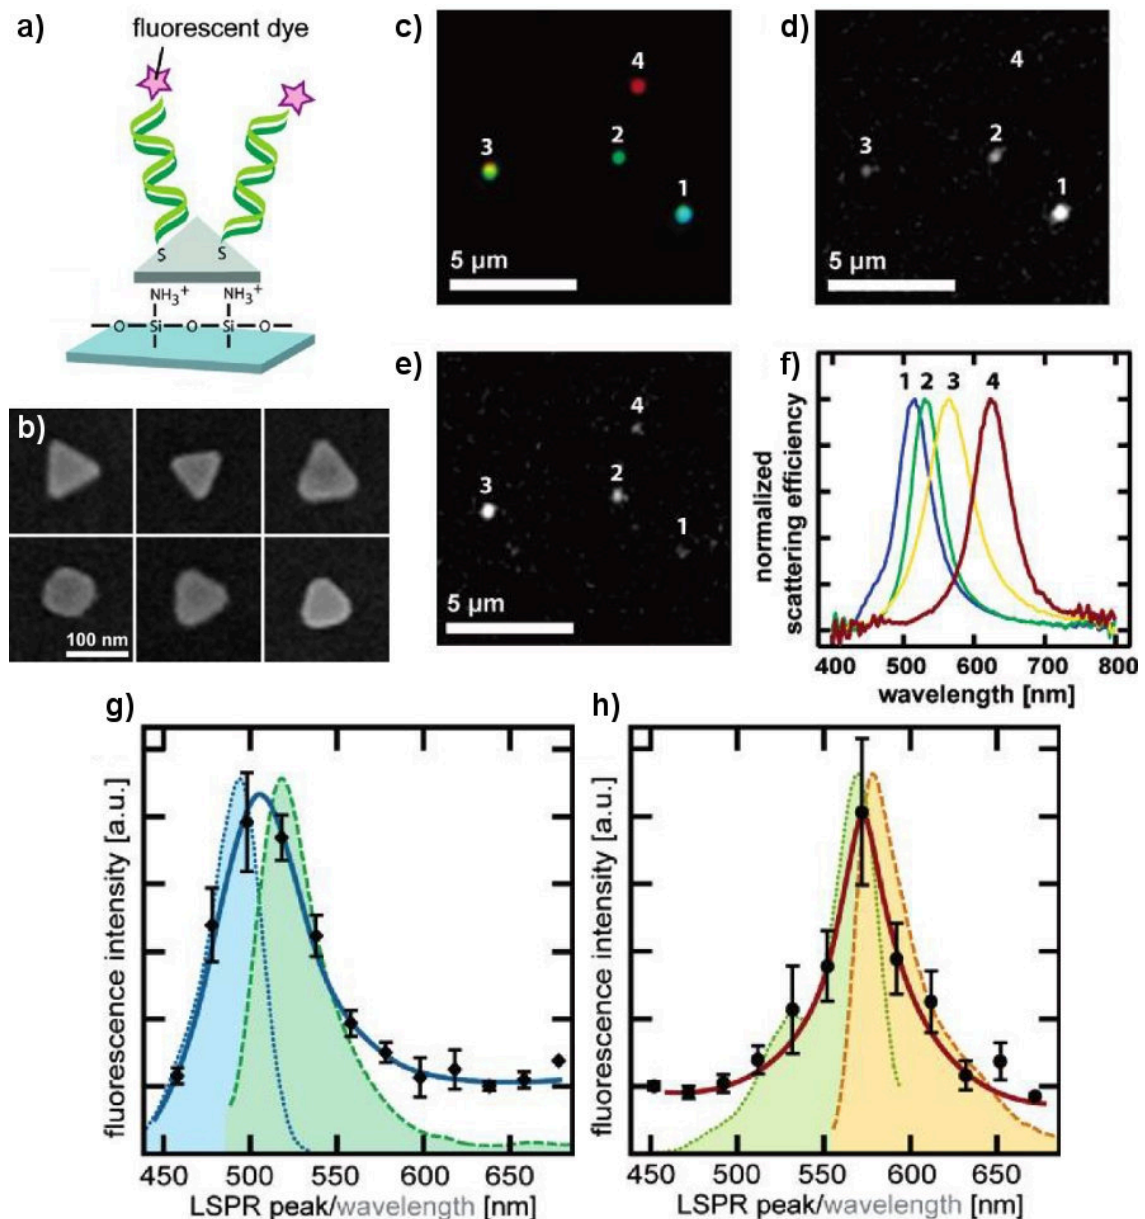 a)
fluorescent dye
S
S
NH3+
NH3+
O
Si
O
Si
O
b)
100 nm
c)
4
3
2
1
5 µm
d)
4
3
2
1
5 µm
e)
4
3
2
1
5 µm
f)
1
2
3
4
normalized
scattering efficiency
400
500
600
700
800
wavelength [nm]
g)
fluorescence intensity [a.u.]
450
500
550
600
650
LSPR peak/wavelength [nm]
h)
fluorescence intensity [a.u.]
450
500
550
600
650
LSPR peak/wavelength [nm]